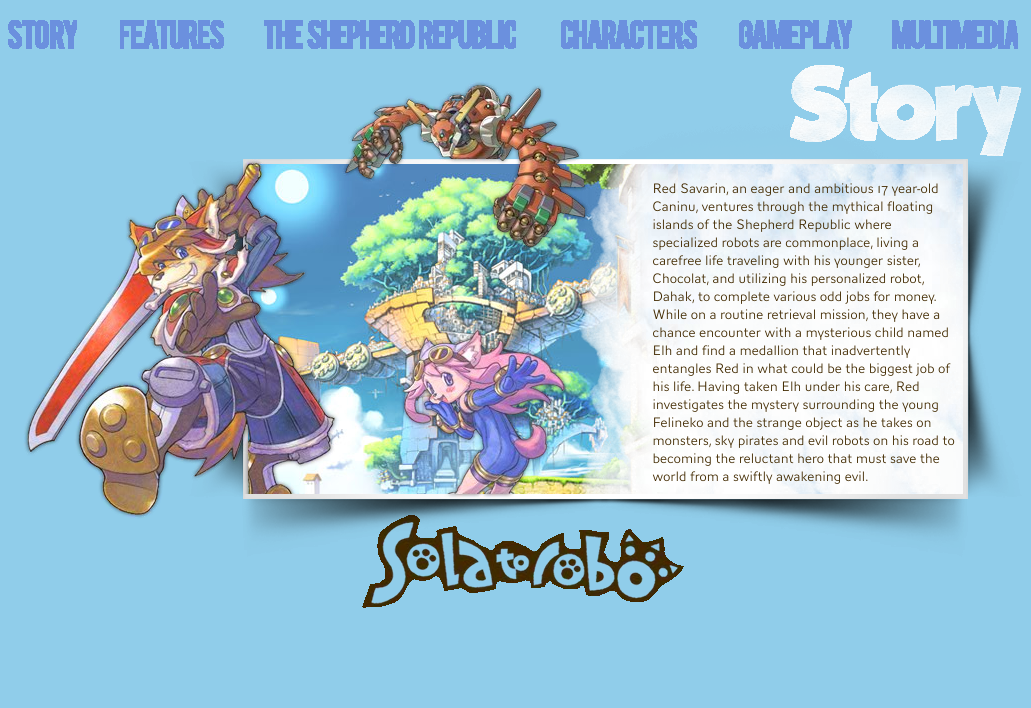 STORY FEATURES THE SHEPHERD REPUBLIC CHARACTERS GAMEPLAY MULTIMEDIA
Story
Red Savarin, an eager and ambitious 17 year-old
Caninu, ventures through the mythical floating
islands of the Shepherd Republic where
specialized robots are commonplace, living a
carefree life traveling with his younger sister,
Chocolat, and utilizing his personalized robot,
Dahak, to complete various odd jobs for money.
While on a routine retrieval mission, they have a
chance encounter with a mysterious child named
Elh and find a medallion that inadvertently
entangles Red in what could be the biggest job of
his life. Having taken Elh under his care, Red
investigates the mystery surrounding the young
Felineko and the strange object as he takes on
monsters, sky pirates and evil robots on his road to
becoming the reluctant hero that must save the
world from a swiftly awakening evil.
Solatorobo